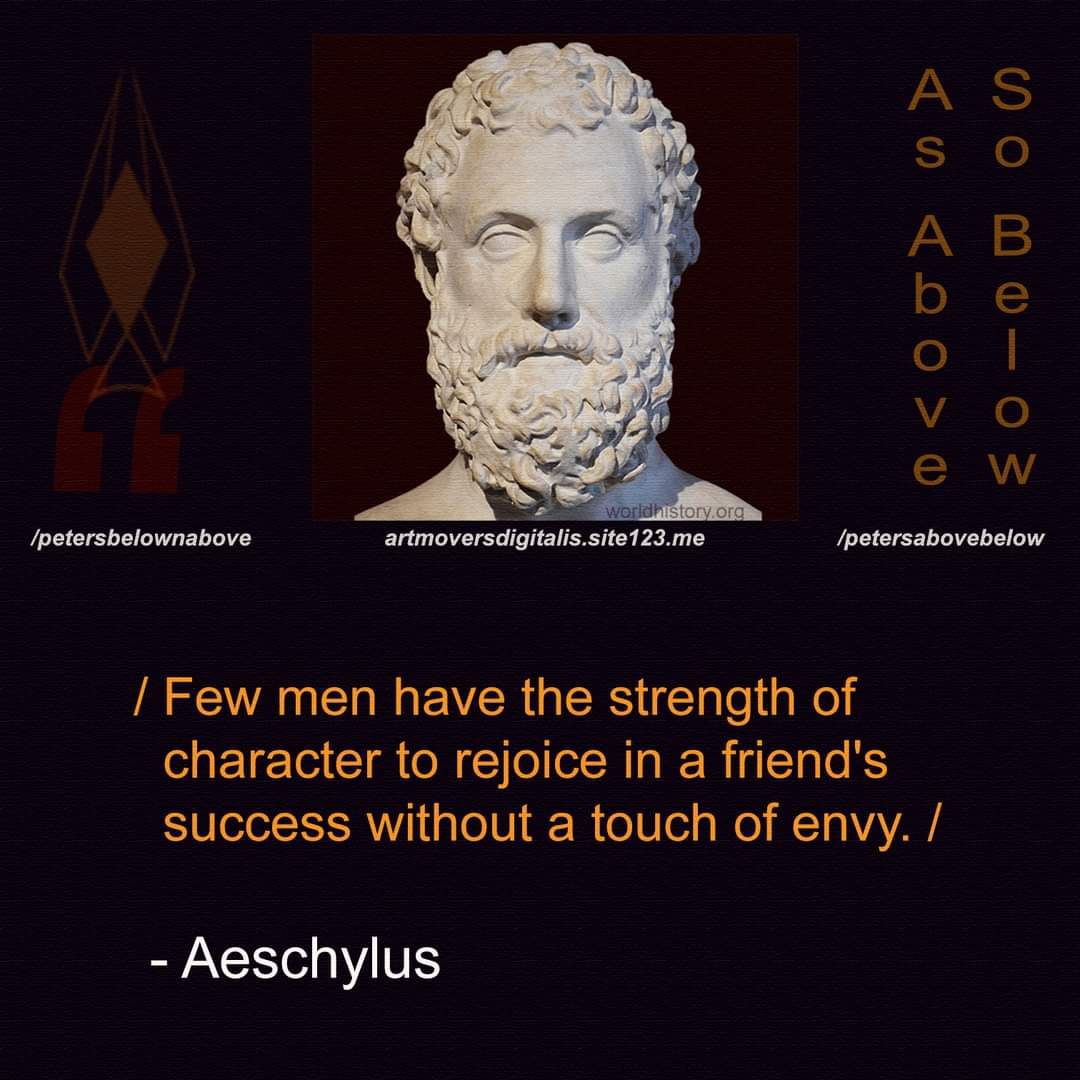 As Above
So Below
worldhistory.org
/petersbelownabove
artmoversdigitalis.site123.me
/petersabovebelow
/ Few men have the strength of
character to rejoice in a friend's
success without a touch of envy. /
- Aeschylus